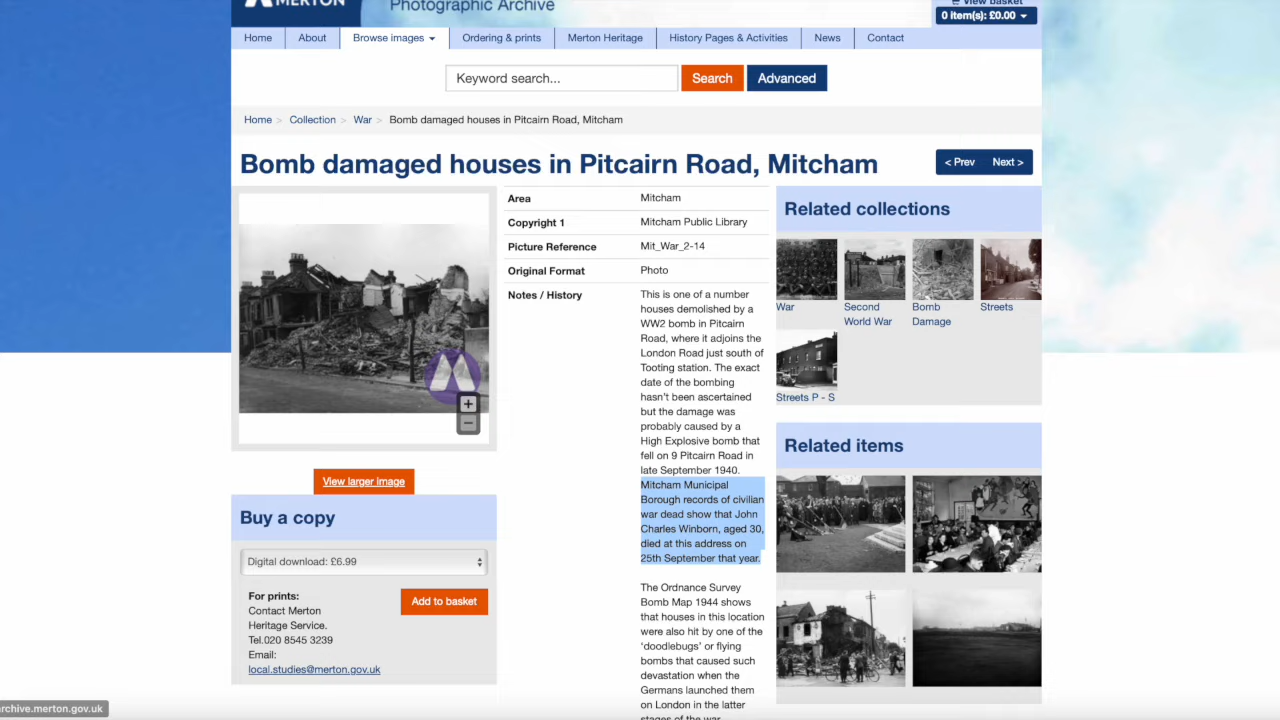 MERTON
Photographic Archive
View basket
0 item(s): £0.00
Home
About
Browse images
Ordering & prints
Merton Heritage
History Pages & Activities
News
Contact
Keyword search...
Search
Advanced
Home > Collection > War > Bomb damaged houses in Pitcairn Road, Mitcham
Bomb damaged houses in Pitcairn Road, Mitcham
< Prev
Next >
Area
Mitcham
Copyright 1
Mitcham Public Library
Picture Reference
Mit_War_2-14
Original Format
Photo
Notes / History
This is one of a number
houses demolished by a
WW2 bomb in Pitcairn
Road, where it adjoins the
London Road just south of
Tooting station. The exact
date of the bombing
hasn't been ascertained
but the damage was
probably caused by a
High Explosive bomb that
fell on 9 Pitcairn Road in
late September 1940.
Mitcham Municipal
Borough records of civilian
war dead show that John
Charles Winborn, aged 30,
died at this address on
25th September that year.
The Ordnance Survey
Bomb Map 1944 shows
that houses in this location
were also hit by one of the
'doodlebugs' or flying
bombs that caused such
devastation when the
Germans launched them
on London in the latter
stages of the war.
+
−
View larger image
Buy a copy
Digital download: £6.99
For prints:
Contact Merton
Heritage Service.
Tel.020 8545 3239
Email:
local.studies@merton.gov.uk
Add to basket
Related collections
War
Second
World War
Bomb
Damage
Streets
Streets P - S
Related items
rchive.merton.gov.uk